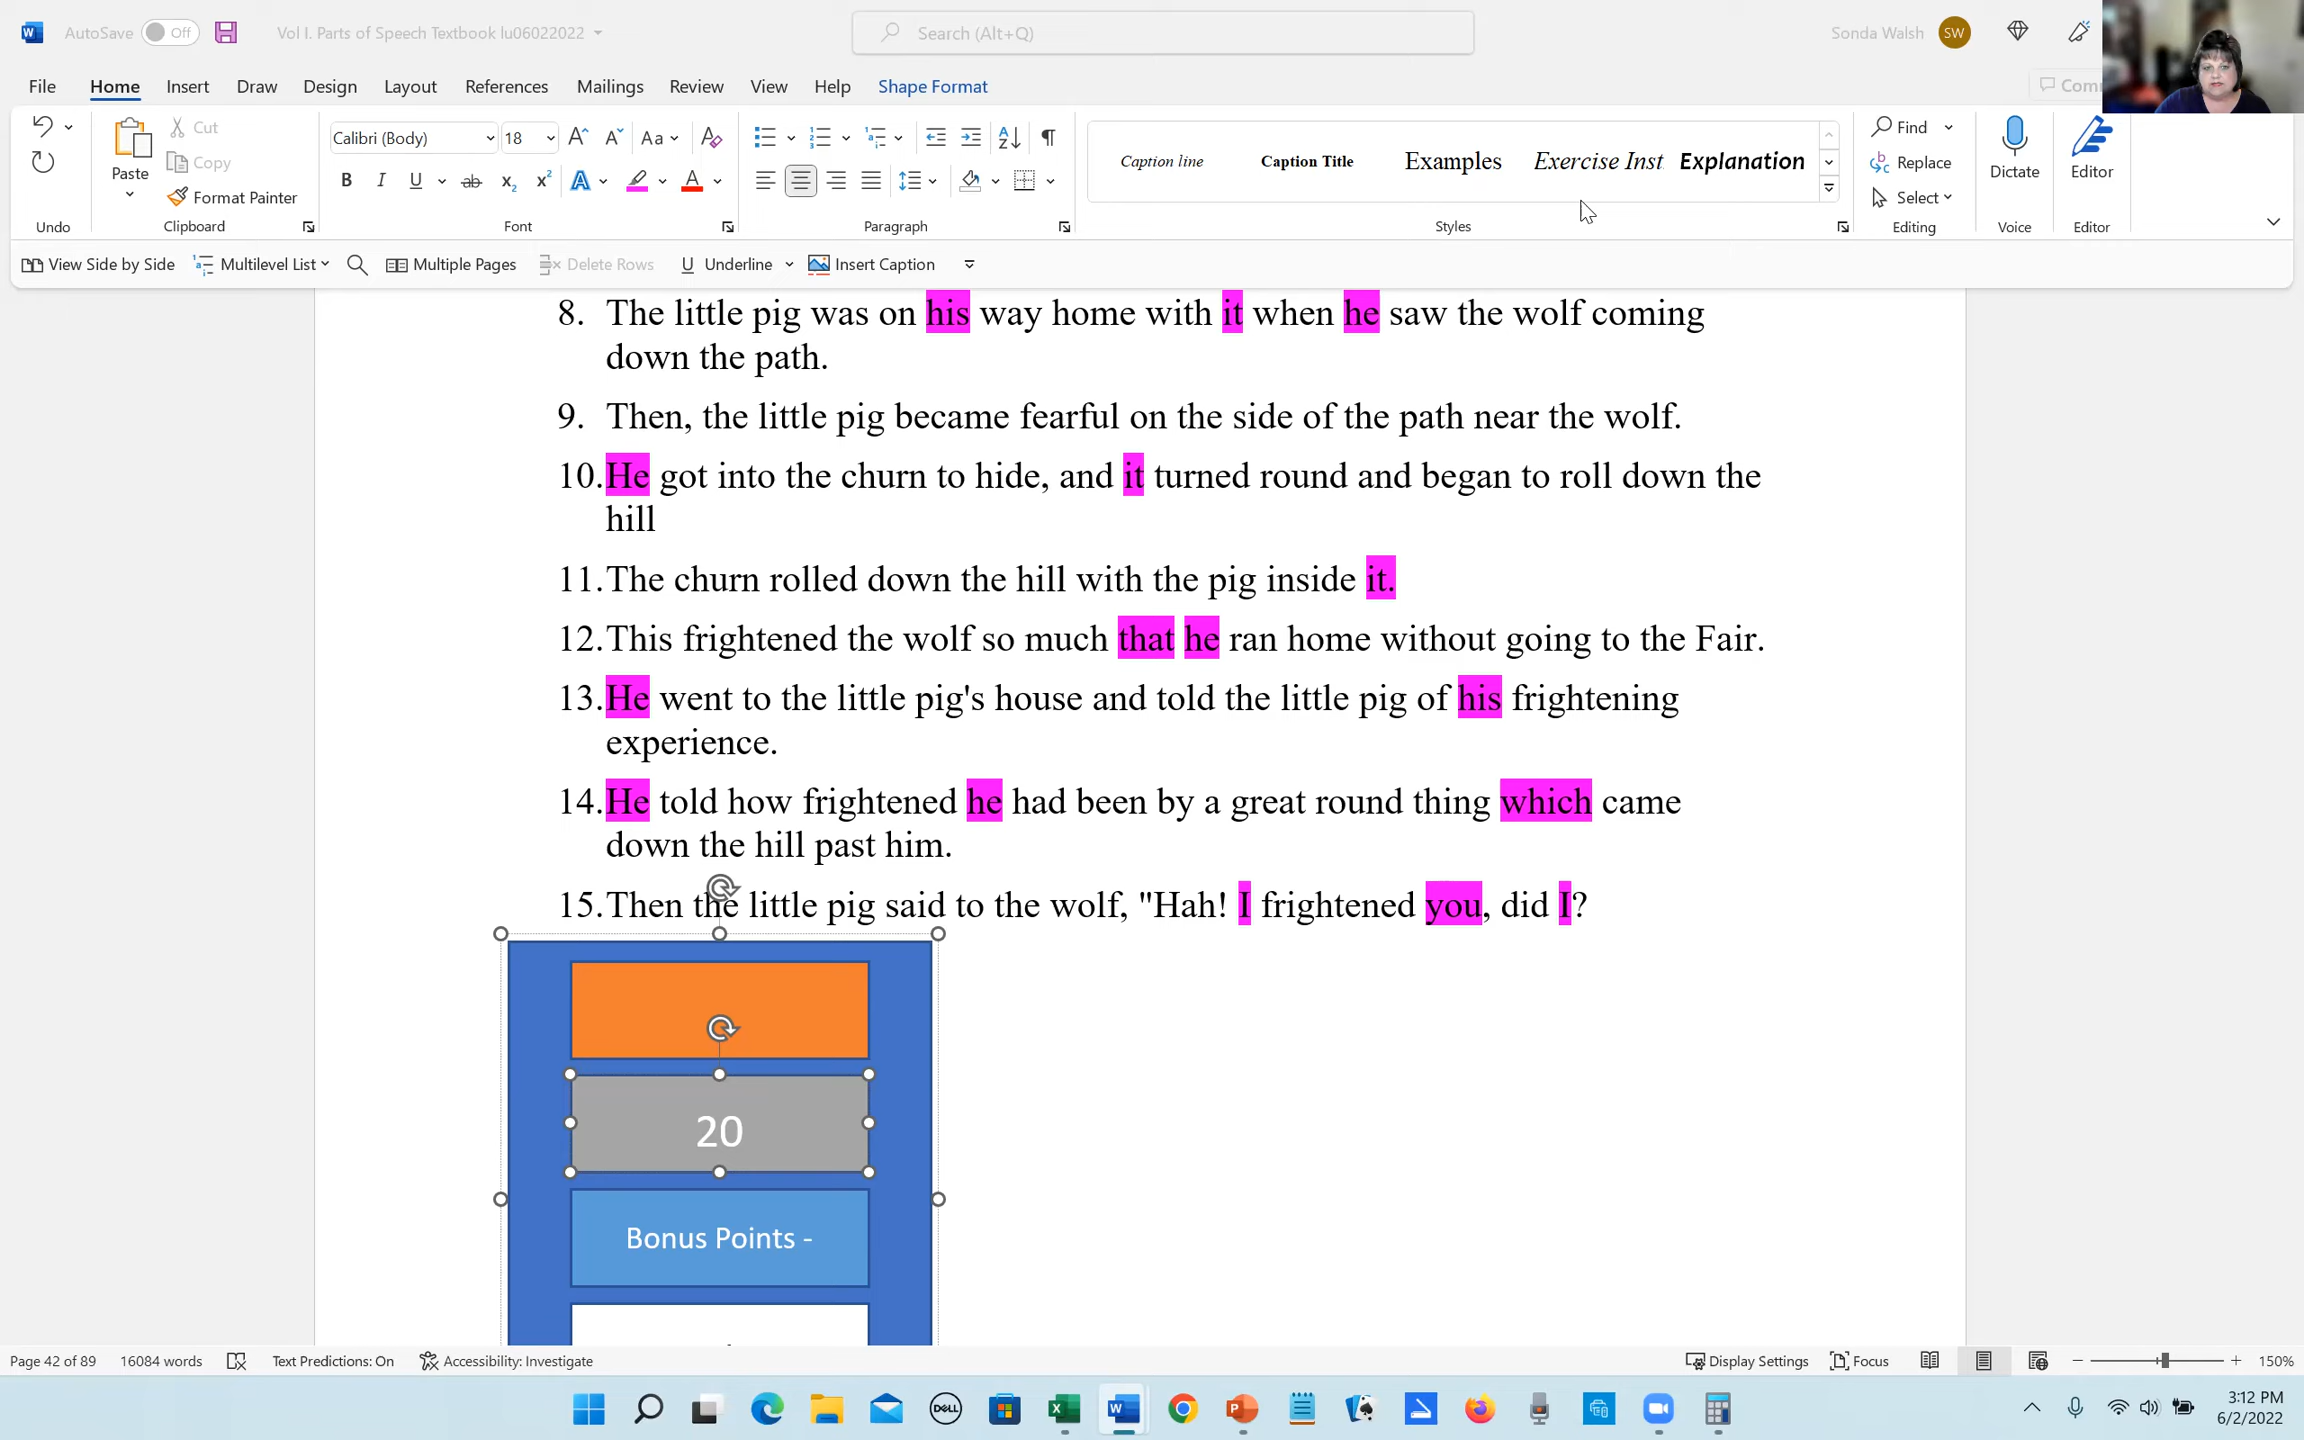 AutoSave Off Vol I. Parts of Speech Textbook lu06022022 Search (Alt+Q) Sonda Walsh SW
File Home Insert Draw Design Layout References Mailings Review View Help Shape Format
Cut
Copy
Format Painter
Paste
Undo Clipboard
Calibri (Body) 18
Font
Paragraph
Caption line Caption Title Examples Exercise Inst Explanation
Styles
Find
Replace
Select
Editing
Dictate
Voice
Editor
Editor
View Side by Side Multilevel List Multiple Pages Delete Rows Underline Insert Caption
8. The little pig was on his way home with it when he saw the wolf coming
down the path.
9. Then, the little pig became fearful on the side of the path near the wolf.
10. He got into the churn to hide, and it turned round and began to roll down the
hill
11. The churn rolled down the hill with the pig inside it.
12. This frightened the wolf so much that he ran home without going to the Fair.
13. He went to the little pig's house and told the little pig of his frightening
experience.
14. He told how frightened he had been by a great round thing which came
down the hill past him.
15. Then the little pig said to the wolf, "Hah! I frightened you, did I?
20
Bonus Points -
Page 42 of 89 16084 words Text Predictions: On Accessibility: Investigate Display Settings Focus 150%
DELL
3:12 PM
6/2/2022